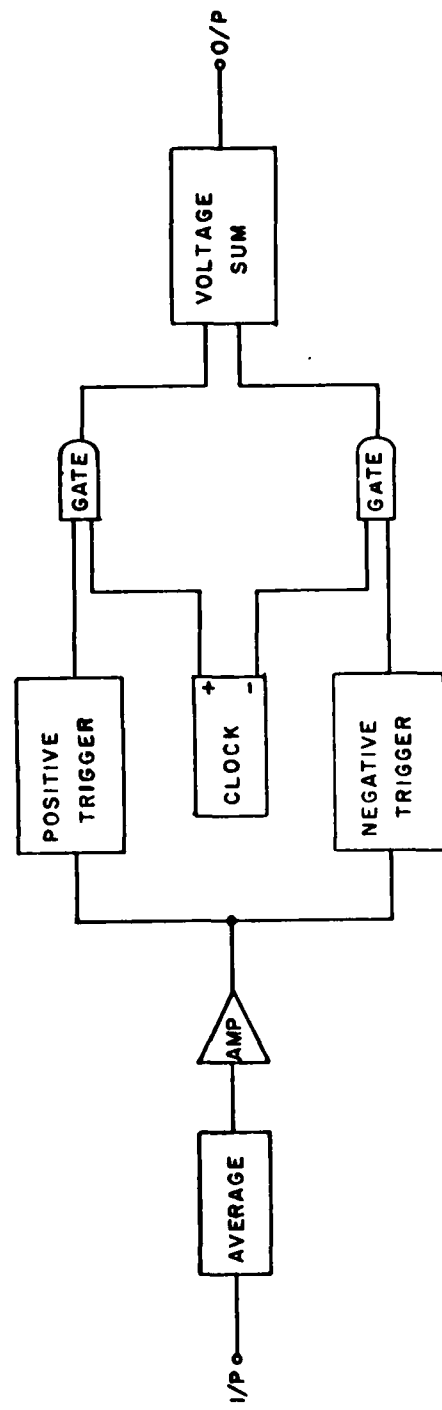 I/P
AVERAGE
AMP
POSITIVE
TRIGGER
CLOCK
+
-
NEGATIVE
TRIGGER
GATE
GATE
VOLTAGE
SUM
O/P